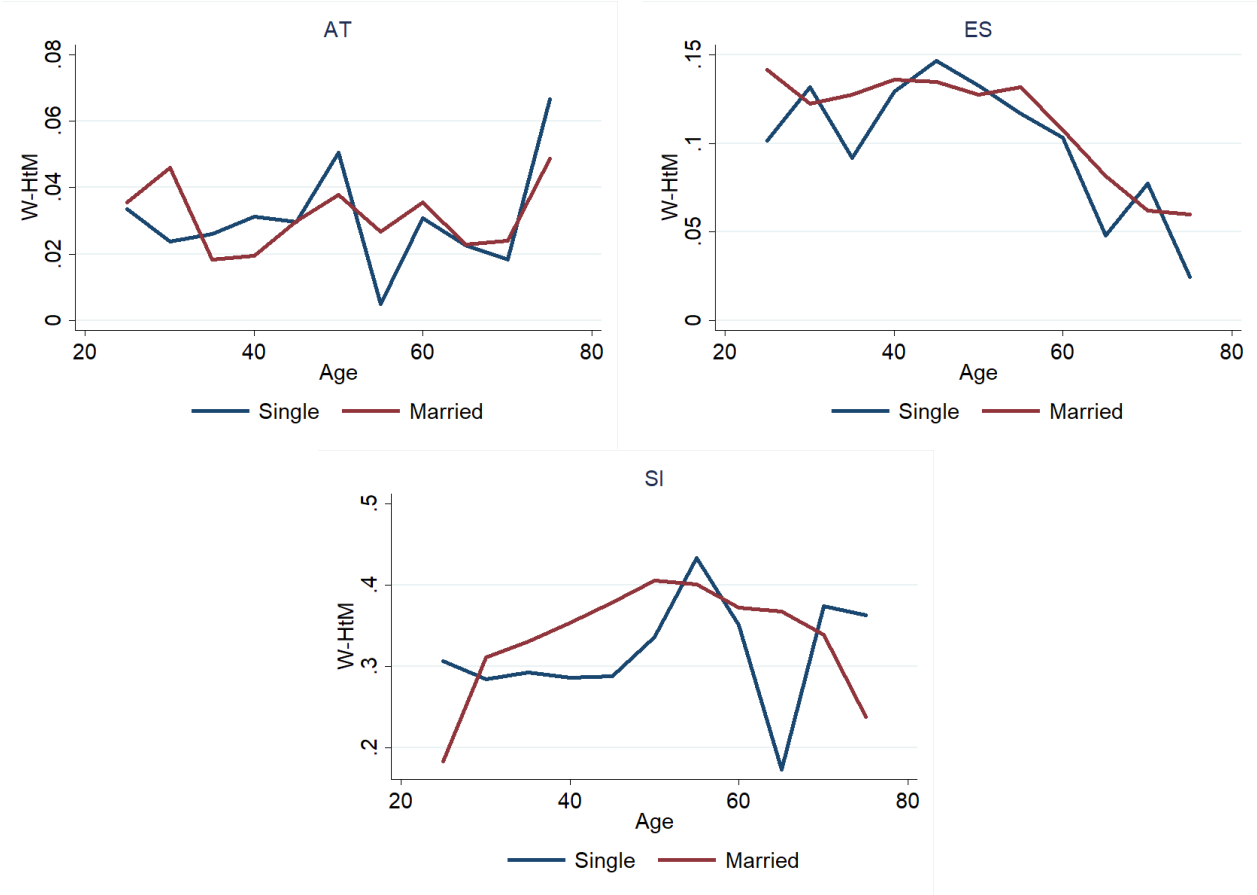 AT
W-HtM
0 .02 .04 .06 .08
20 40 60 80
Age
Single Married
ES
W-HtM
0 .05 .1 .15
20 40 60 80
Age
Single Married
SI
W-HtM
.2 .3 .4 .5
20 40 60 80
Age
Single Married